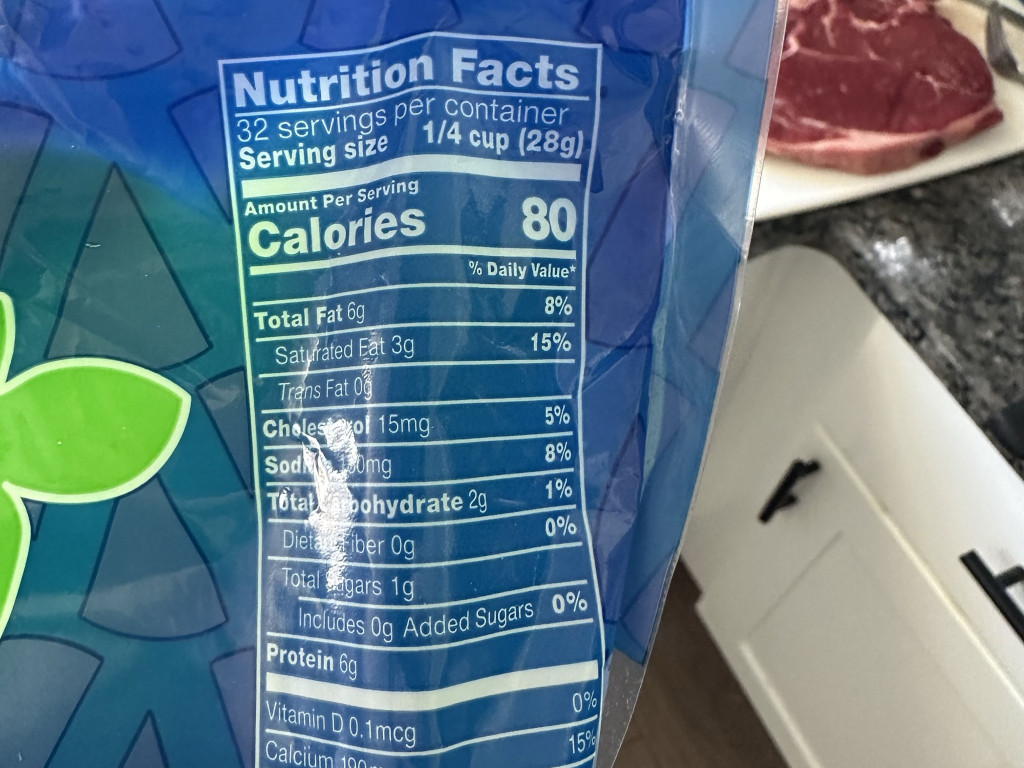 Nutrition Facts
32 servings per container
Serving size 1/4 cup (28g)
Amount Per Serving
Calories 80
% Daily Value*
Total Fat 6g 8%
Saturated Fat 3g 15%
Trans Fat 0g
Cholesterol 15mg 5%
8%
Total Carbohydrate 2g 1%
Dietary Fiber 0g 0%
Total Sugars 1g
Includes 0g Added Sugars 0%
Protein 6g
Vitamin D 0.1mcg 0%
Calcium 15%